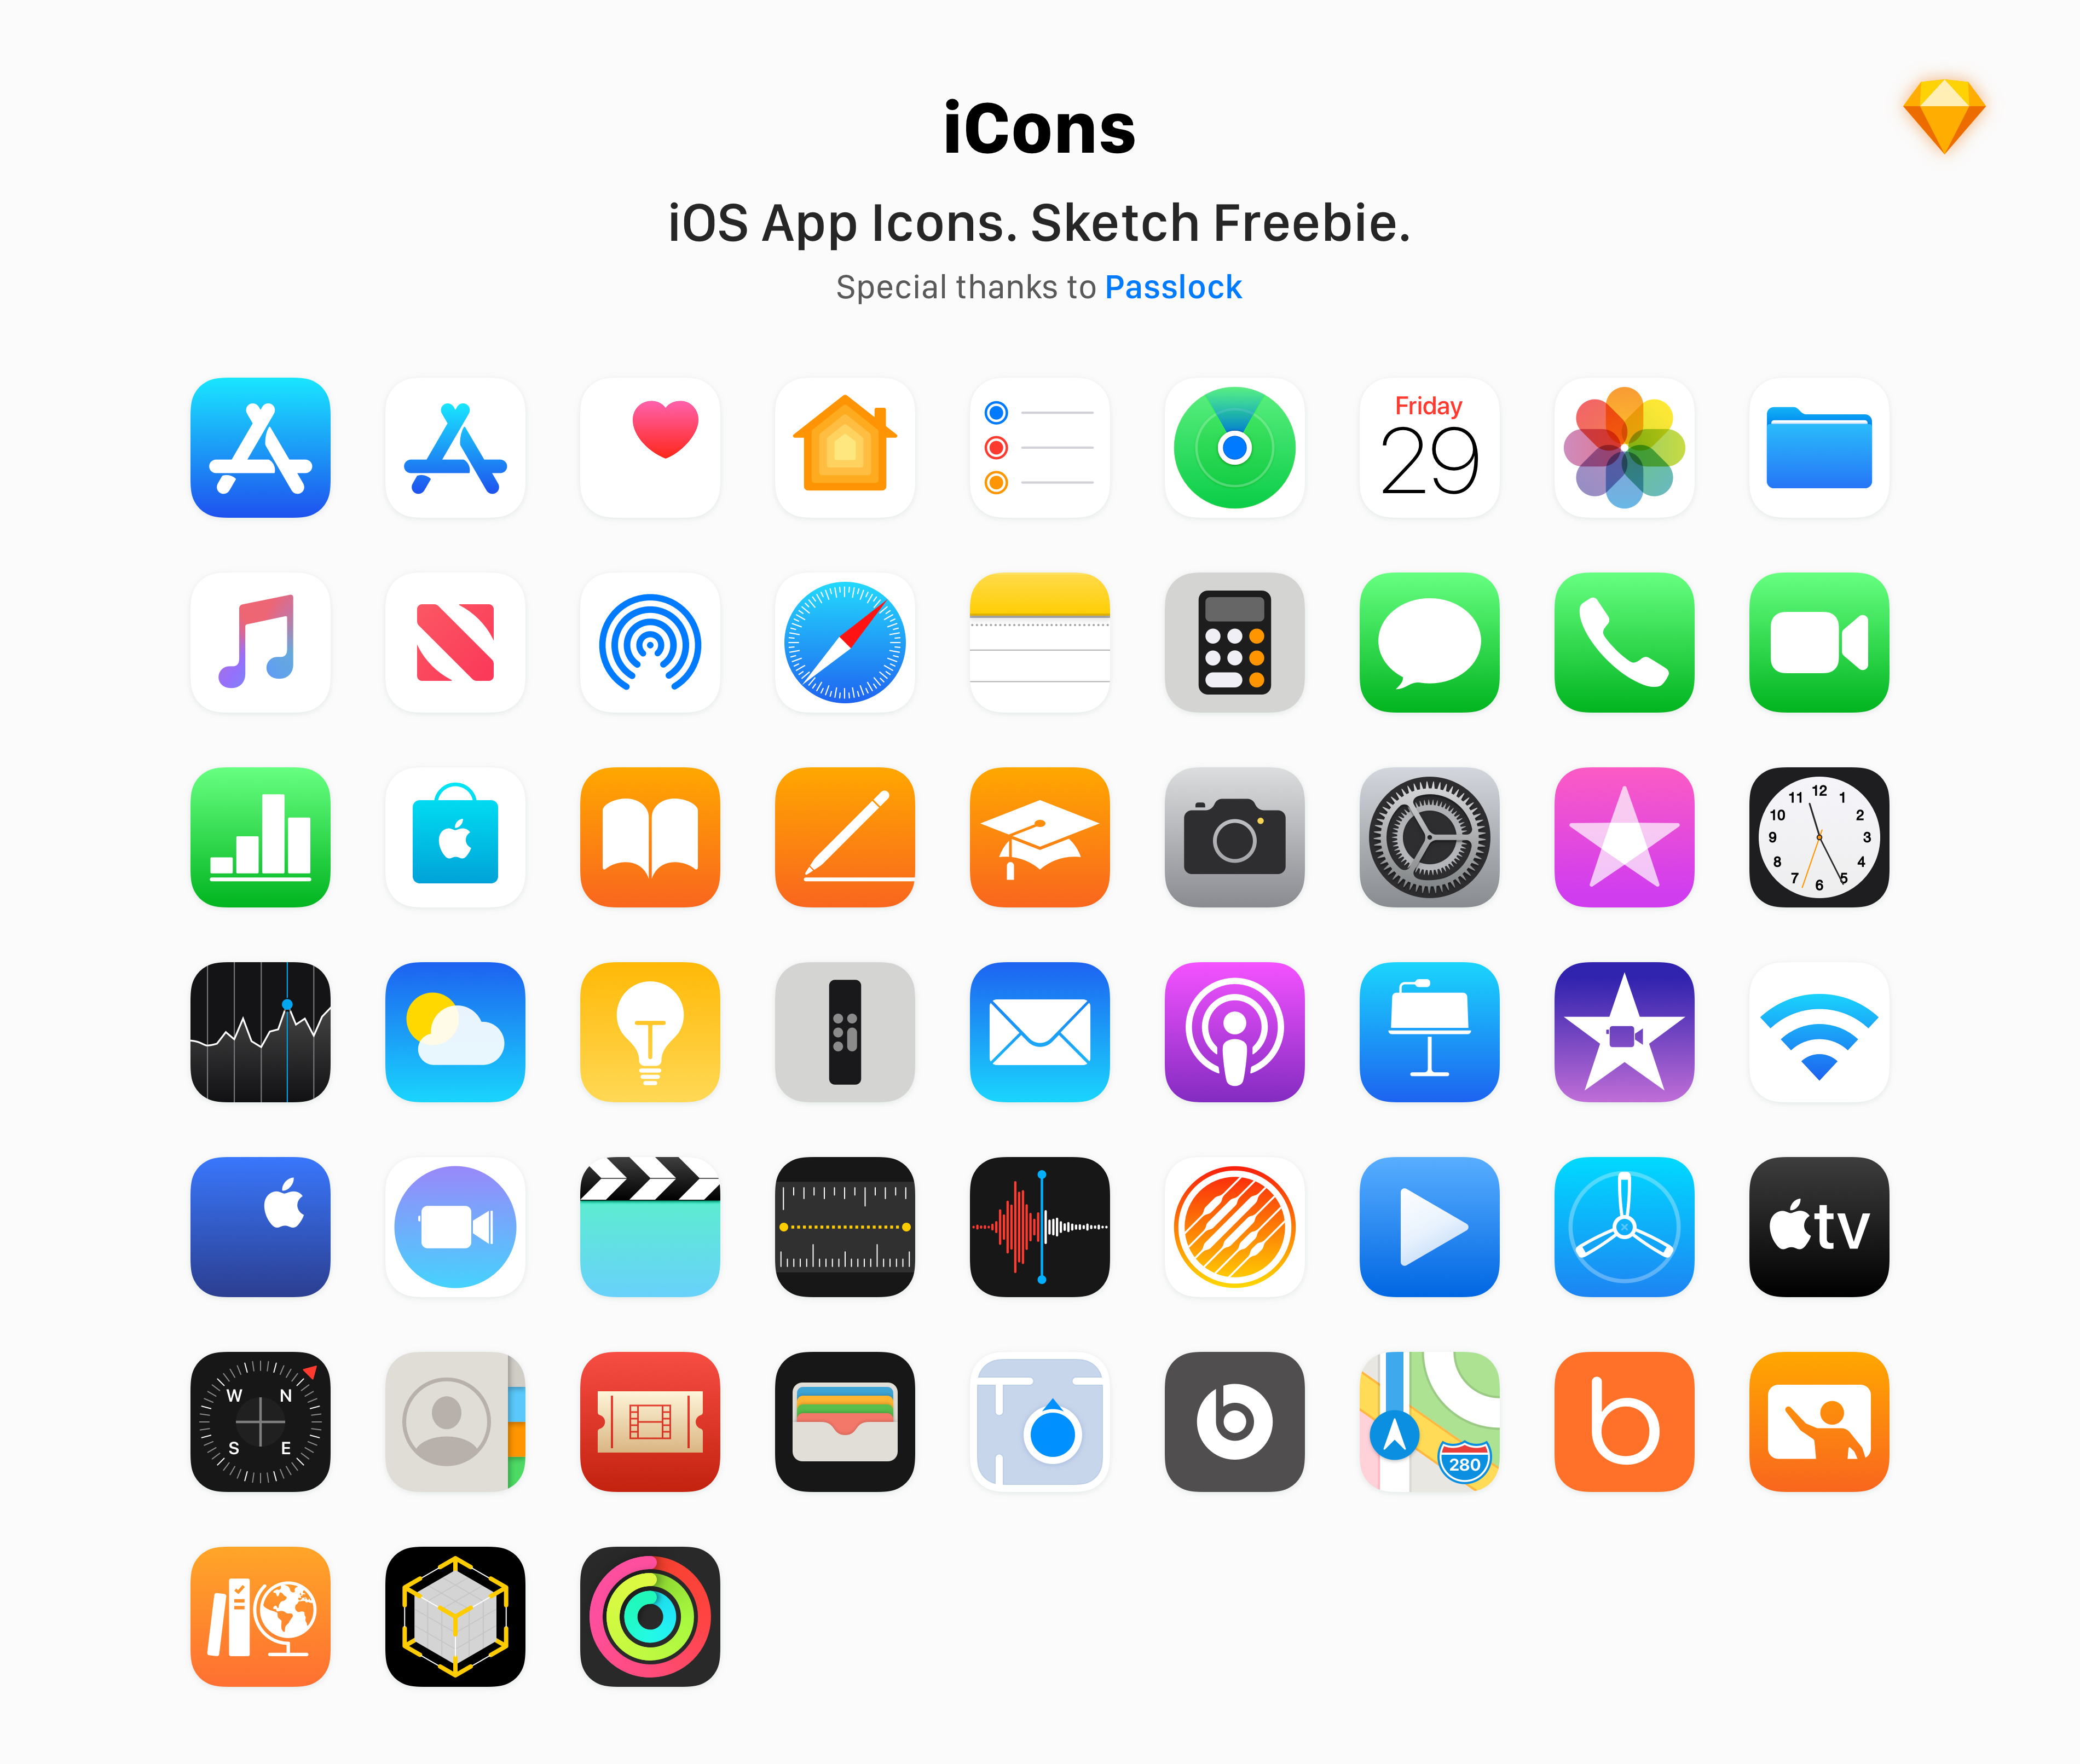 iCons
iOS App Icons. Sketch Freebie.
Special thanks to Passlock
Friday
29
12
11 1
10 2
9 3
8 4
7 5
6
tv
W N
S E
280